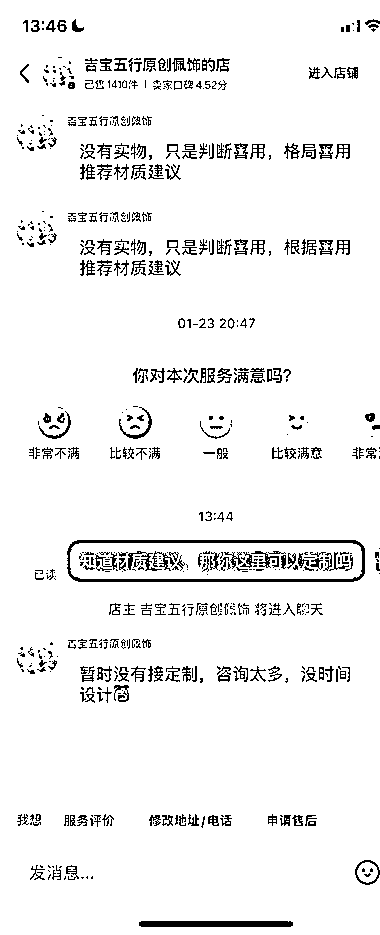 13:46
吉宝五行原创佩饰的店
已售1410件 | 卖家口碑4.52分
进入店铺
吉宝五行原创佩饰
没有实物，只是判断喜用，格局喜用
推荐材质建议
吉宝五行原创佩饰
没有实物，只是判断喜用，根据喜用
推荐材质建议
01-23 20:47
你对本次服务满意吗？
非常不满
比较不满
一般
比较满意
非常
13:44
知道材质建议，那你这里可以定制吗
已读
店主 吉宝五行原创佩饰 将进入聊天
吉宝五行原创佩饰
暂时没有接定制，咨询太多，没时间
设计
我想
服务评价
修改地址/电话
申请售后
发消息...